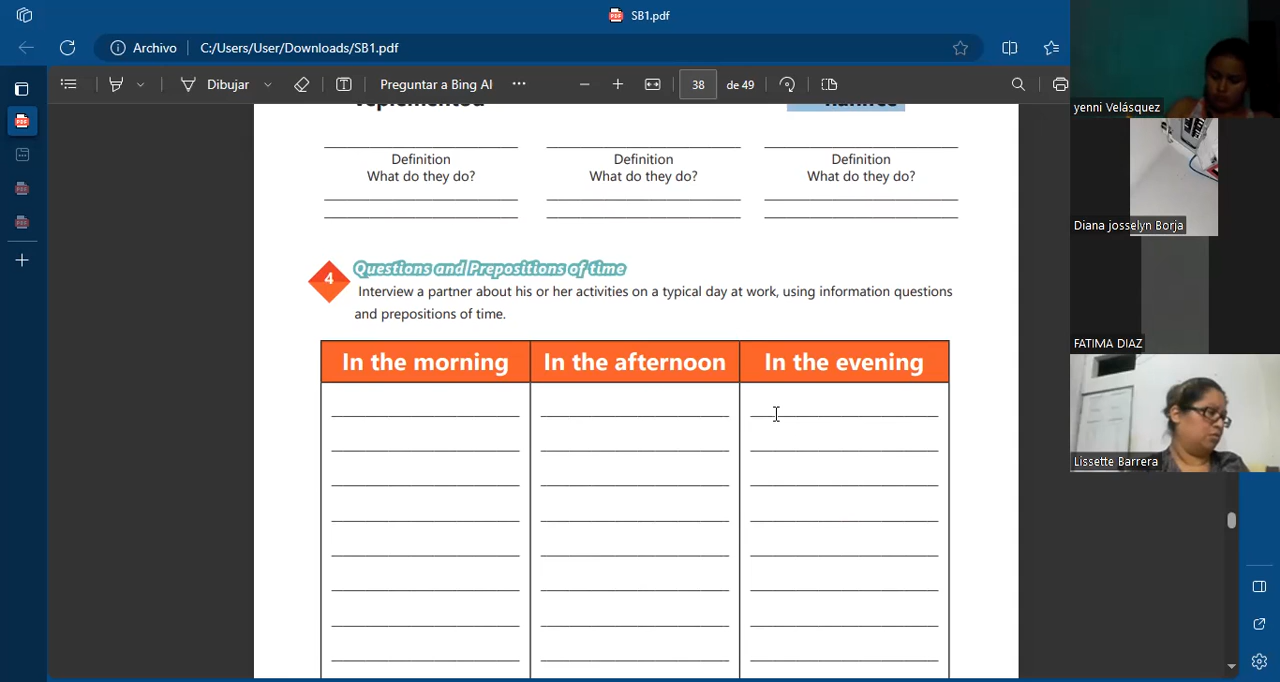 SB1.pdf
Archivo
C:/Users/User/Downloads/SB1.pdf
Dibujar
Preguntar a Bing AI
38
de 49
Definition
What do they do?
Definition
What do they do?
Definition
What do they do?
4
Questions and Prepositions of time
Interview a partner about his or her activities on a typical day at work, using information questions
and prepositions of time.
In the morning
In the afternoon
In the evening
yenni Velásquez
Diana josselyn Borja
FATIMA DIAZ
Lissette Barrera